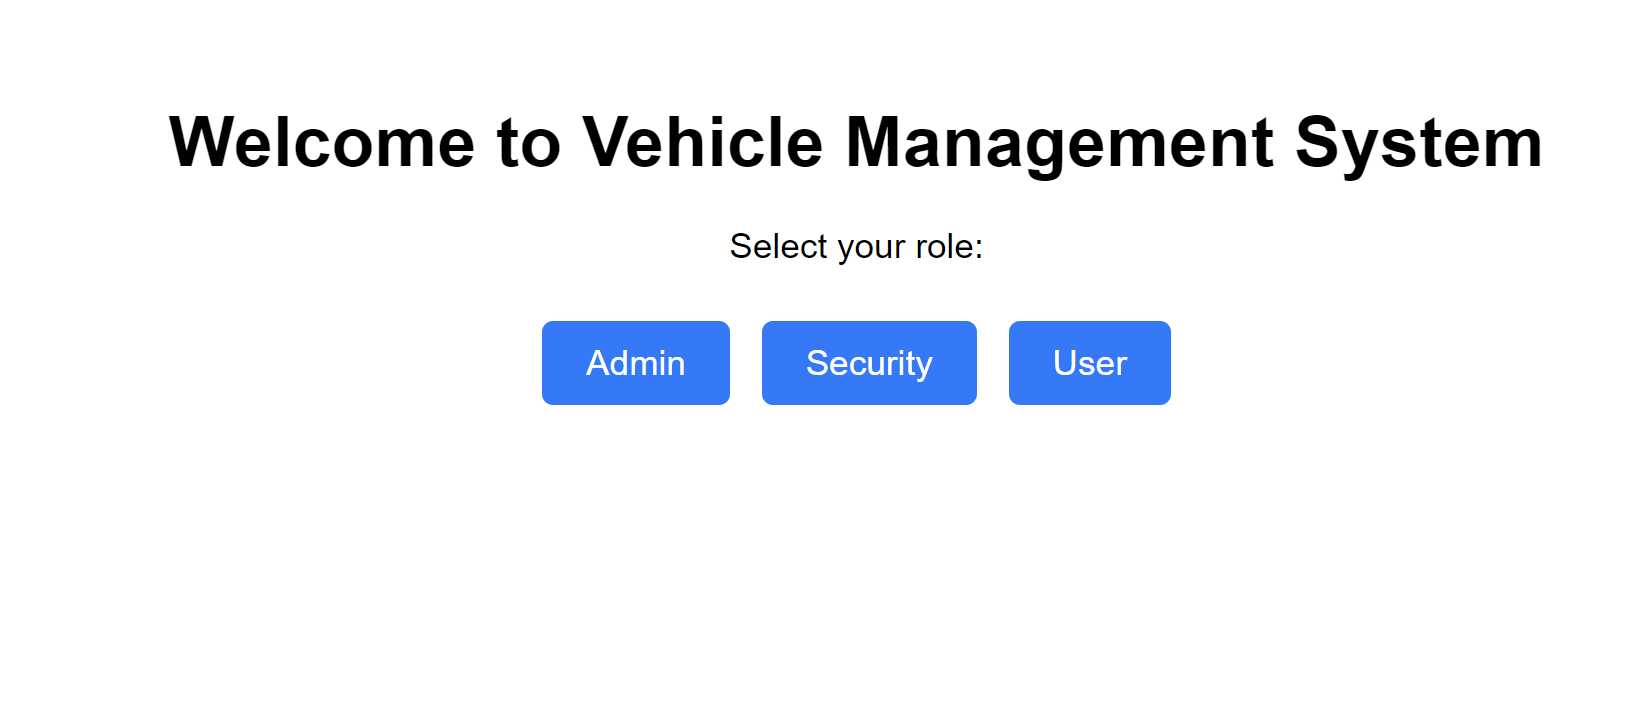 Welcome to Vehicle Management System
Select your role:
Admin Security User